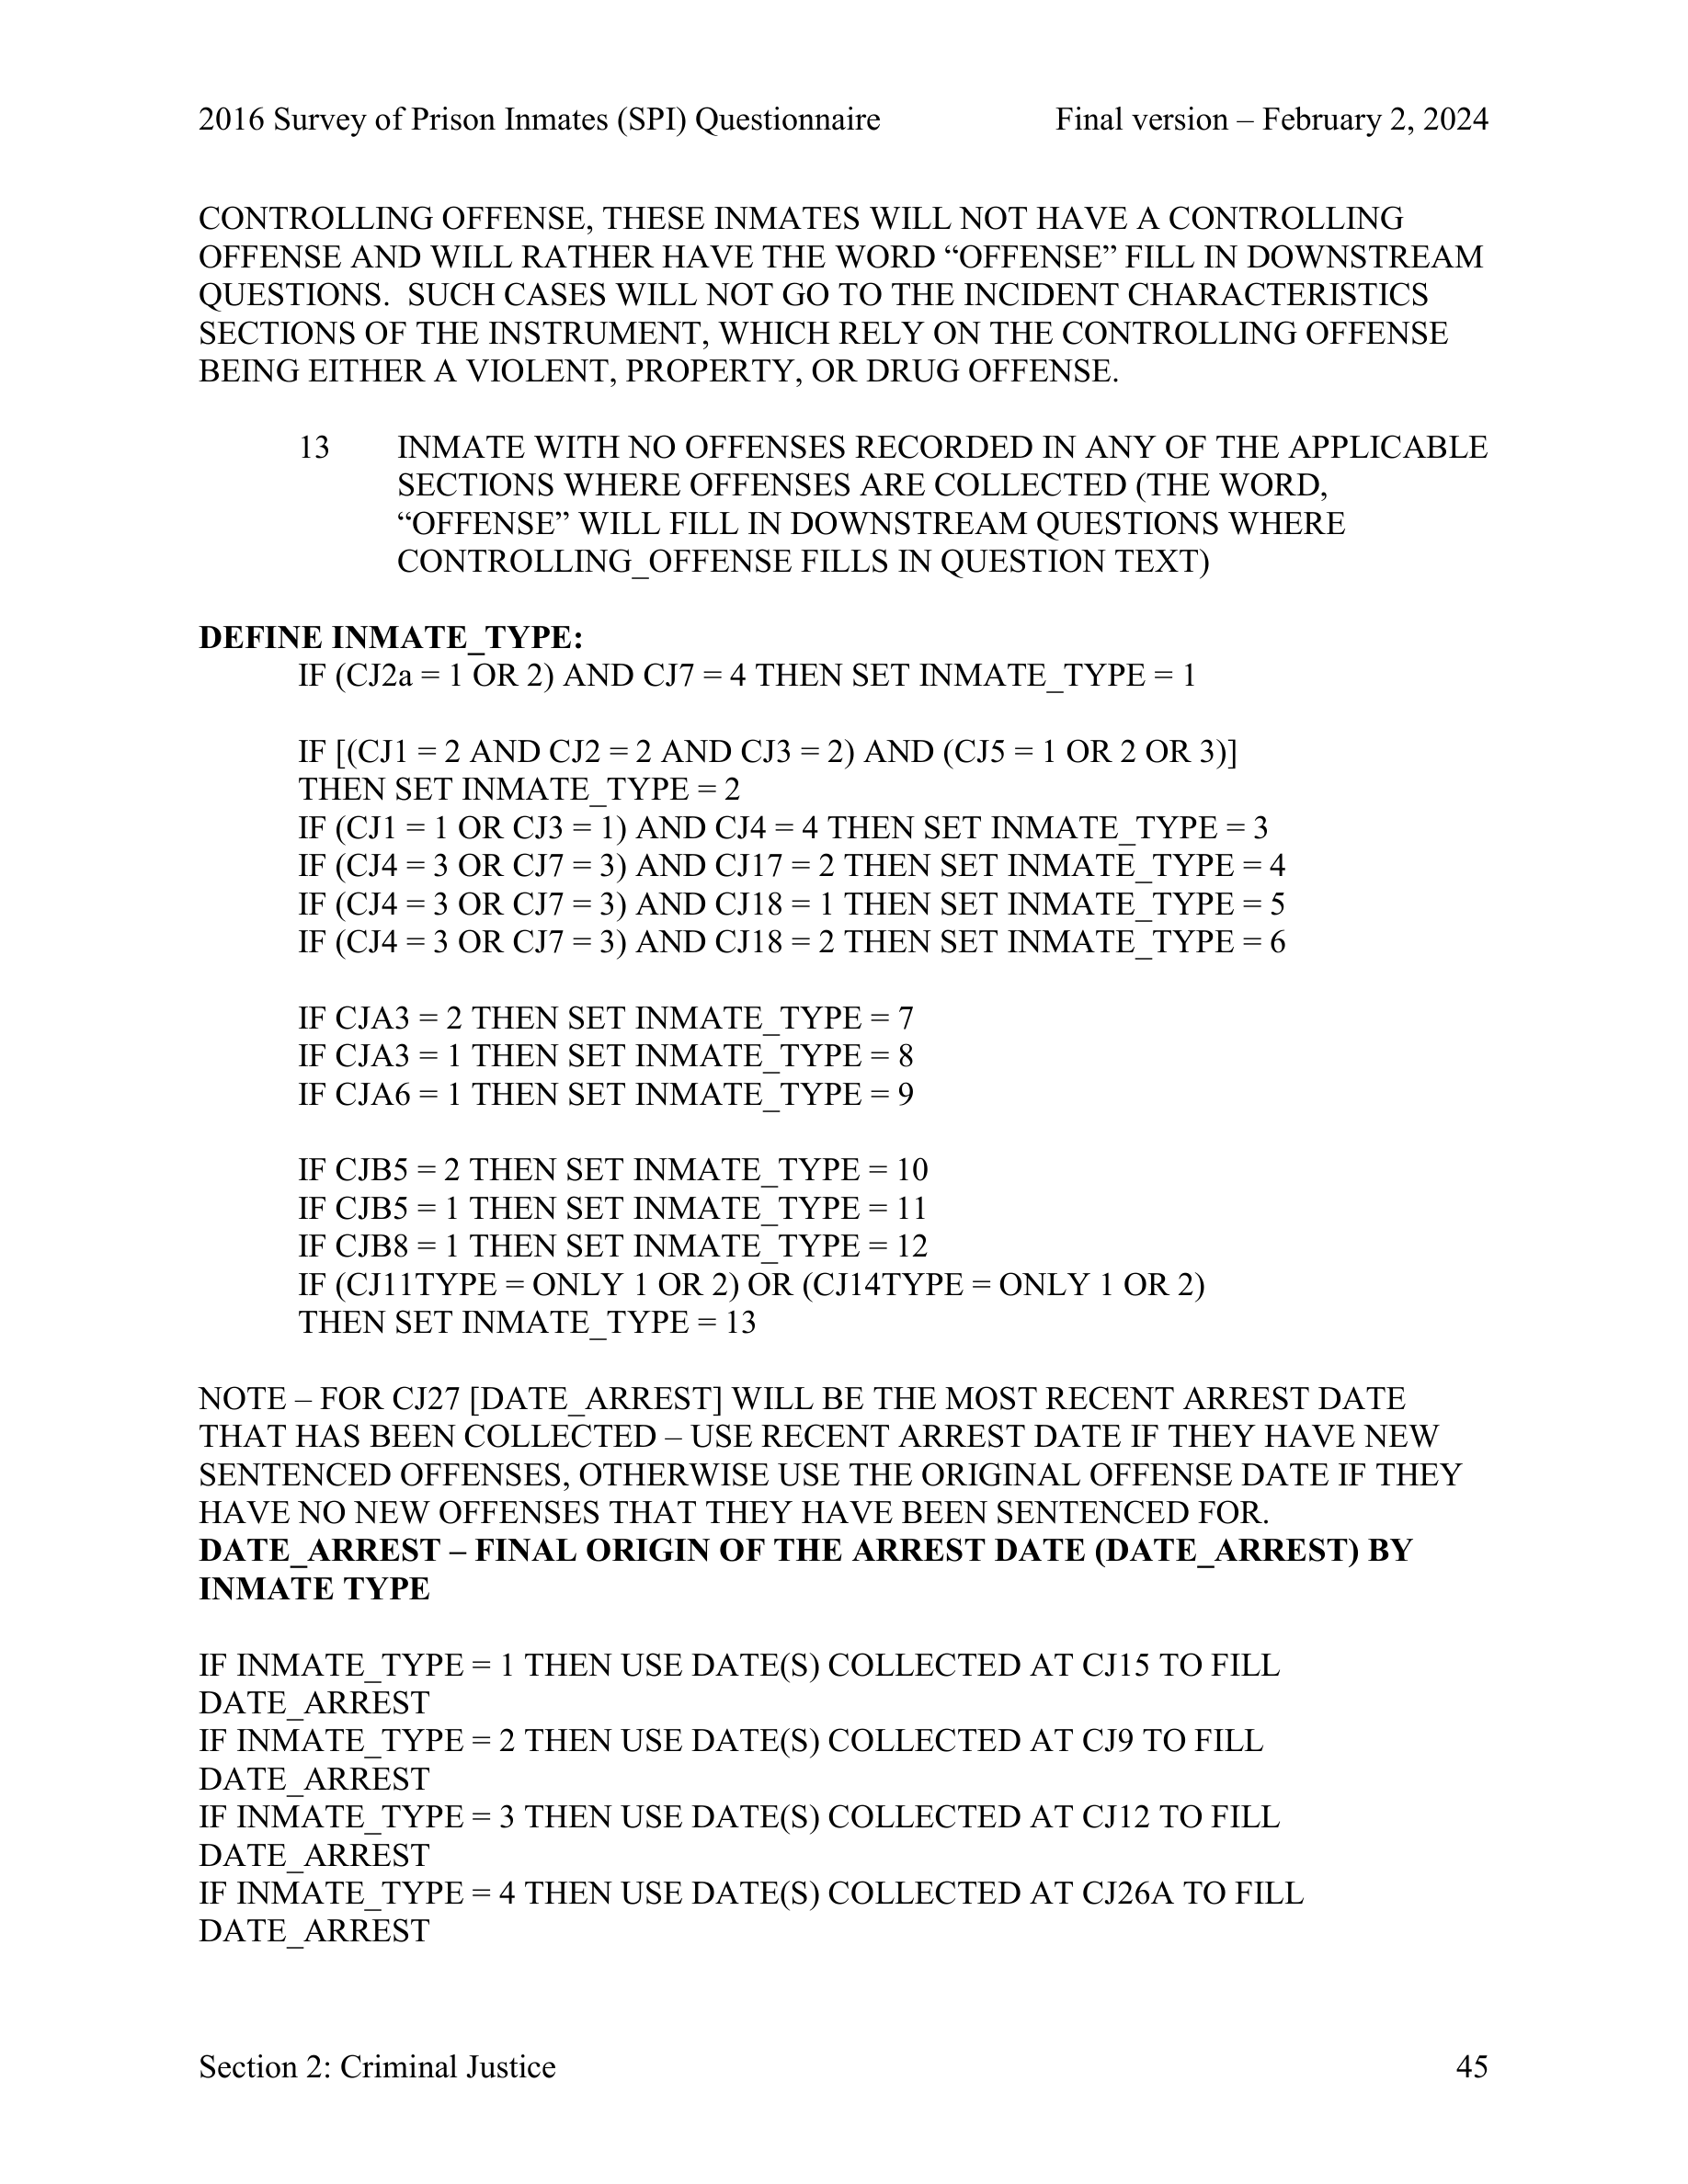 2016 Survey of Prison Inmates (SPI) Questionnaire Final version – February 2, 2024
CONTROLLING OFFENSE, THESE INMATES WILL NOT HAVE A CONTROLLING
OFFENSE AND WILL RATHER HAVE THE WORD “OFFENSE” FILL IN DOWNSTREAM
QUESTIONS.  SUCH CASES WILL NOT GO TO THE INCIDENT CHARACTERISTICS
SECTIONS OF THE INSTRUMENT, WHICH RELY ON THE CONTROLLING OFFENSE
BEING EITHER A VIOLENT, PROPERTY, OR DRUG OFFENSE.
13 INMATE WITH NO OFFENSES RECORDED IN ANY OF THE APPLICABLE
SECTIONS WHERE OFFENSES ARE COLLECTED (THE WORD,
“OFFENSE” WILL FILL IN DOWNSTREAM QUESTIONS WHERE
CONTROLLING_OFFENSE FILLS IN QUESTION TEXT)
DEFINE INMATE_TYPE:
IF (CJ2a = 1 OR 2) AND CJ7 = 4 THEN SET INMATE_TYPE = 1
IF [(CJ1 = 2 AND CJ2 = 2 AND CJ3 = 2) AND (CJ5 = 1 OR 2 OR 3)]
THEN SET INMATE_TYPE = 2
IF (CJ1 = 1 OR CJ3 = 1) AND CJ4 = 4 THEN SET INMATE_TYPE = 3
IF (CJ4 = 3 OR CJ7 = 3) AND CJ17 = 2 THEN SET INMATE_TYPE = 4
IF (CJ4 = 3 OR CJ7 = 3) AND CJ18 = 1 THEN SET INMATE_TYPE = 5
IF (CJ4 = 3 OR CJ7 = 3) AND CJ18 = 2 THEN SET INMATE_TYPE = 6
IF CJA3 = 2 THEN SET INMATE_TYPE = 7
IF CJA3 = 1 THEN SET INMATE_TYPE = 8
IF CJA6 = 1 THEN SET INMATE_TYPE = 9
IF CJB5 = 2 THEN SET INMATE_TYPE = 10
IF CJB5 = 1 THEN SET INMATE_TYPE = 11
IF CJB8 = 1 THEN SET INMATE_TYPE = 12
IF (CJ11TYPE = ONLY 1 OR 2) OR (CJ14TYPE = ONLY 1 OR 2)
THEN SET INMATE_TYPE = 13
NOTE – FOR CJ27 [DATE_ARREST] WILL BE THE MOST RECENT ARREST DATE
THAT HAS BEEN COLLECTED – USE RECENT ARREST DATE IF THEY HAVE NEW
SENTENCED OFFENSES, OTHERWISE USE THE ORIGINAL OFFENSE DATE IF THEY
HAVE NO NEW OFFENSES THAT THEY HAVE BEEN SENTENCED FOR.
DATE_ARREST – FINAL ORIGIN OF THE ARREST DATE (DATE_ARREST) BY
INMATE TYPE
IF INMATE_TYPE = 1 THEN USE DATE(S) COLLECTED AT CJ15 TO FILL
DATE_ARREST
IF INMATE_TYPE = 2 THEN USE DATE(S) COLLECTED AT CJ9 TO FILL
DATE_ARREST
IF INMATE_TYPE = 3 THEN USE DATE(S) COLLECTED AT CJ12 TO FILL
DATE_ARREST
IF INMATE_TYPE = 4 THEN USE DATE(S) COLLECTED AT CJ26A TO FILL
DATE_ARREST
Section 2: Criminal Justice 45